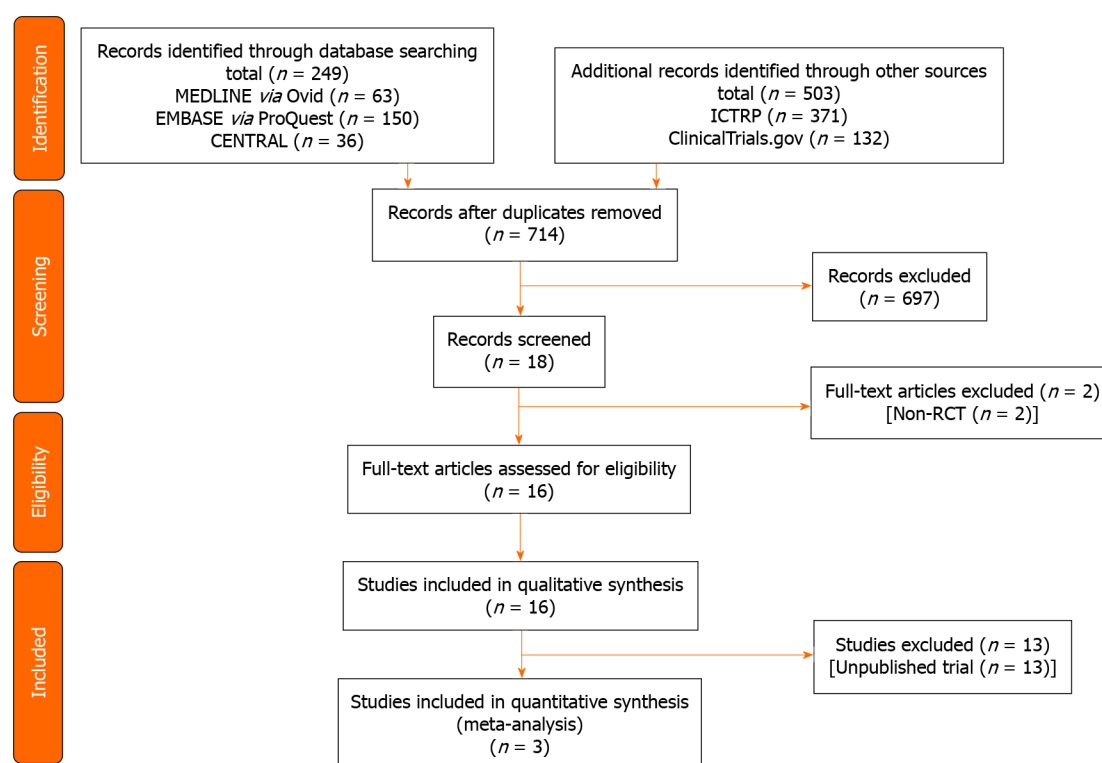 Identification
Records identified through database searching
total (n = 249)
MEDLINE via Ovid (n = 63)
EMBASE via ProQuest (n = 150)
CENTRAL (n = 36)
Additional records identified through other sources
total (n = 503)
ICTRP (n = 371)
ClinicalTrials.gov (n = 132)
Screening
Records after duplicates removed
(n = 714)
Records excluded
(n = 697)
Records screened
(n = 18)
Full-text articles excluded (n = 2)
[Non-RCT (n = 2)]
Eligibility
Full-text articles assessed for eligibility
(n = 16)
Included
Studies included in qualitative synthesis
(n = 16)
Studies excluded (n = 13)
[Unpublished trial (n = 13)]
Studies included in quantitative synthesis
(meta-analysis)
(n = 3)